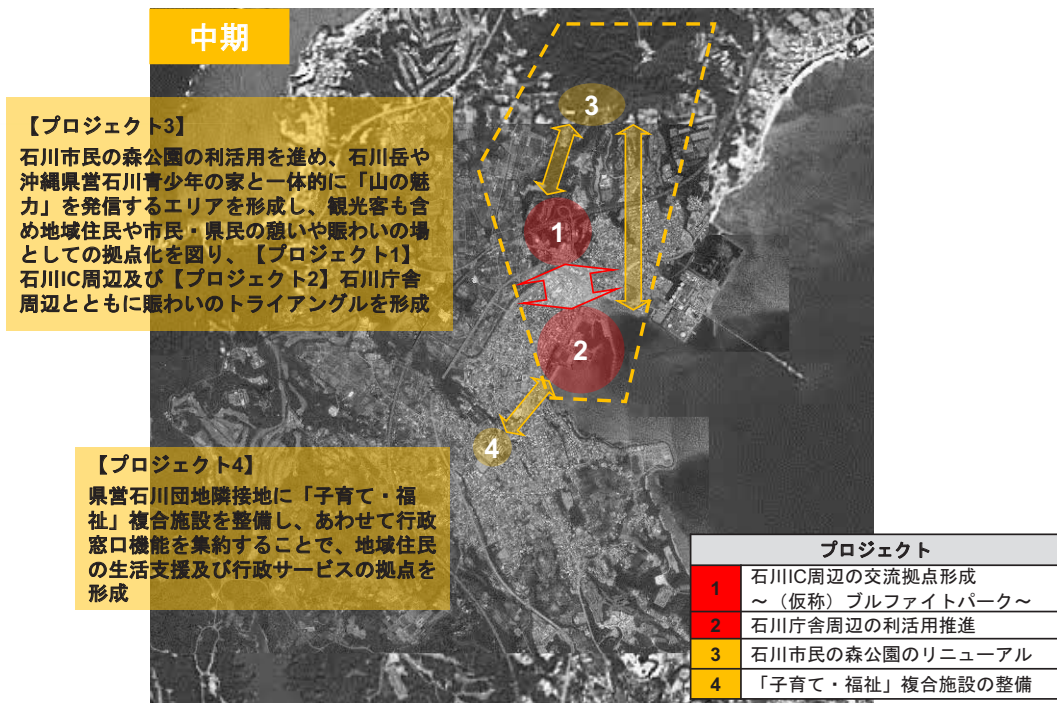 中期
【プロジェクト3】
石川市民の森公園の利活用を進め、石川岳や
沖縄県営石川青少年の家と一体的に「山の魅
力」を発信するエリアを形成し、観光客も含
め地域住民や市民・県民の憩いや賑わいの場
としての拠点化を図り、【プロジェクト1】
石川IC周辺及び【プロジェクト2】石川庁舎
周辺とともに賑わいのトライアングルを形成
3
1
2
4
【プロジェクト4】
県営石川団地隣接地に「子育て・福
祉」複合施設を整備し、あわせて行政
窓口機能を集約することで、地域住民
の生活支援及び行政サービスの拠点を
形成
プロジェクト
1 石川IC周辺の交流拠点形成
～（仮称）ブルファイトパーク～
2 石川庁舎周辺の利活用推進
3 石川市民の森公園のリニューアル
4 「子育て・福祉」複合施設の整備